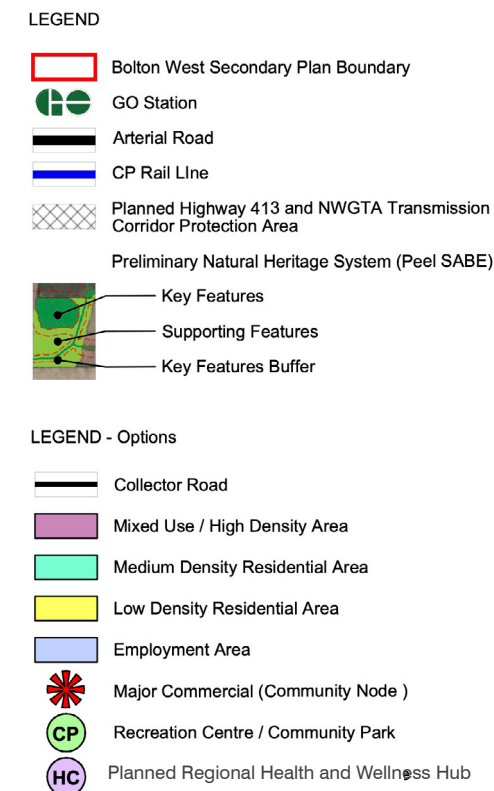 LEGEND
Bolton West Secondary Plan Boundary
GO Station
Arterial Road
CP Rail LIne
Planned Highway 413 and NWGTA Transmission
Corridor Protection Area
Preliminary Natural Heritage System (Peel SABE)
Key Features
Supporting Features
Key Features Buffer
LEGEND - Options
Collector Road
Mixed Use / High Density Area
Medium Density Residential Area
Low Density Residential Area
Employment Area
Major Commercial (Community Node )
CP Recreation Centre / Community Park
HC Planned Regional Health and Wellness Hub